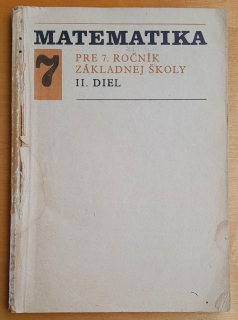 MATEMATIKA
7
PRE 7. ROČNÍK
ZÁKLADNEJ ŠKOLY
II. DIEL